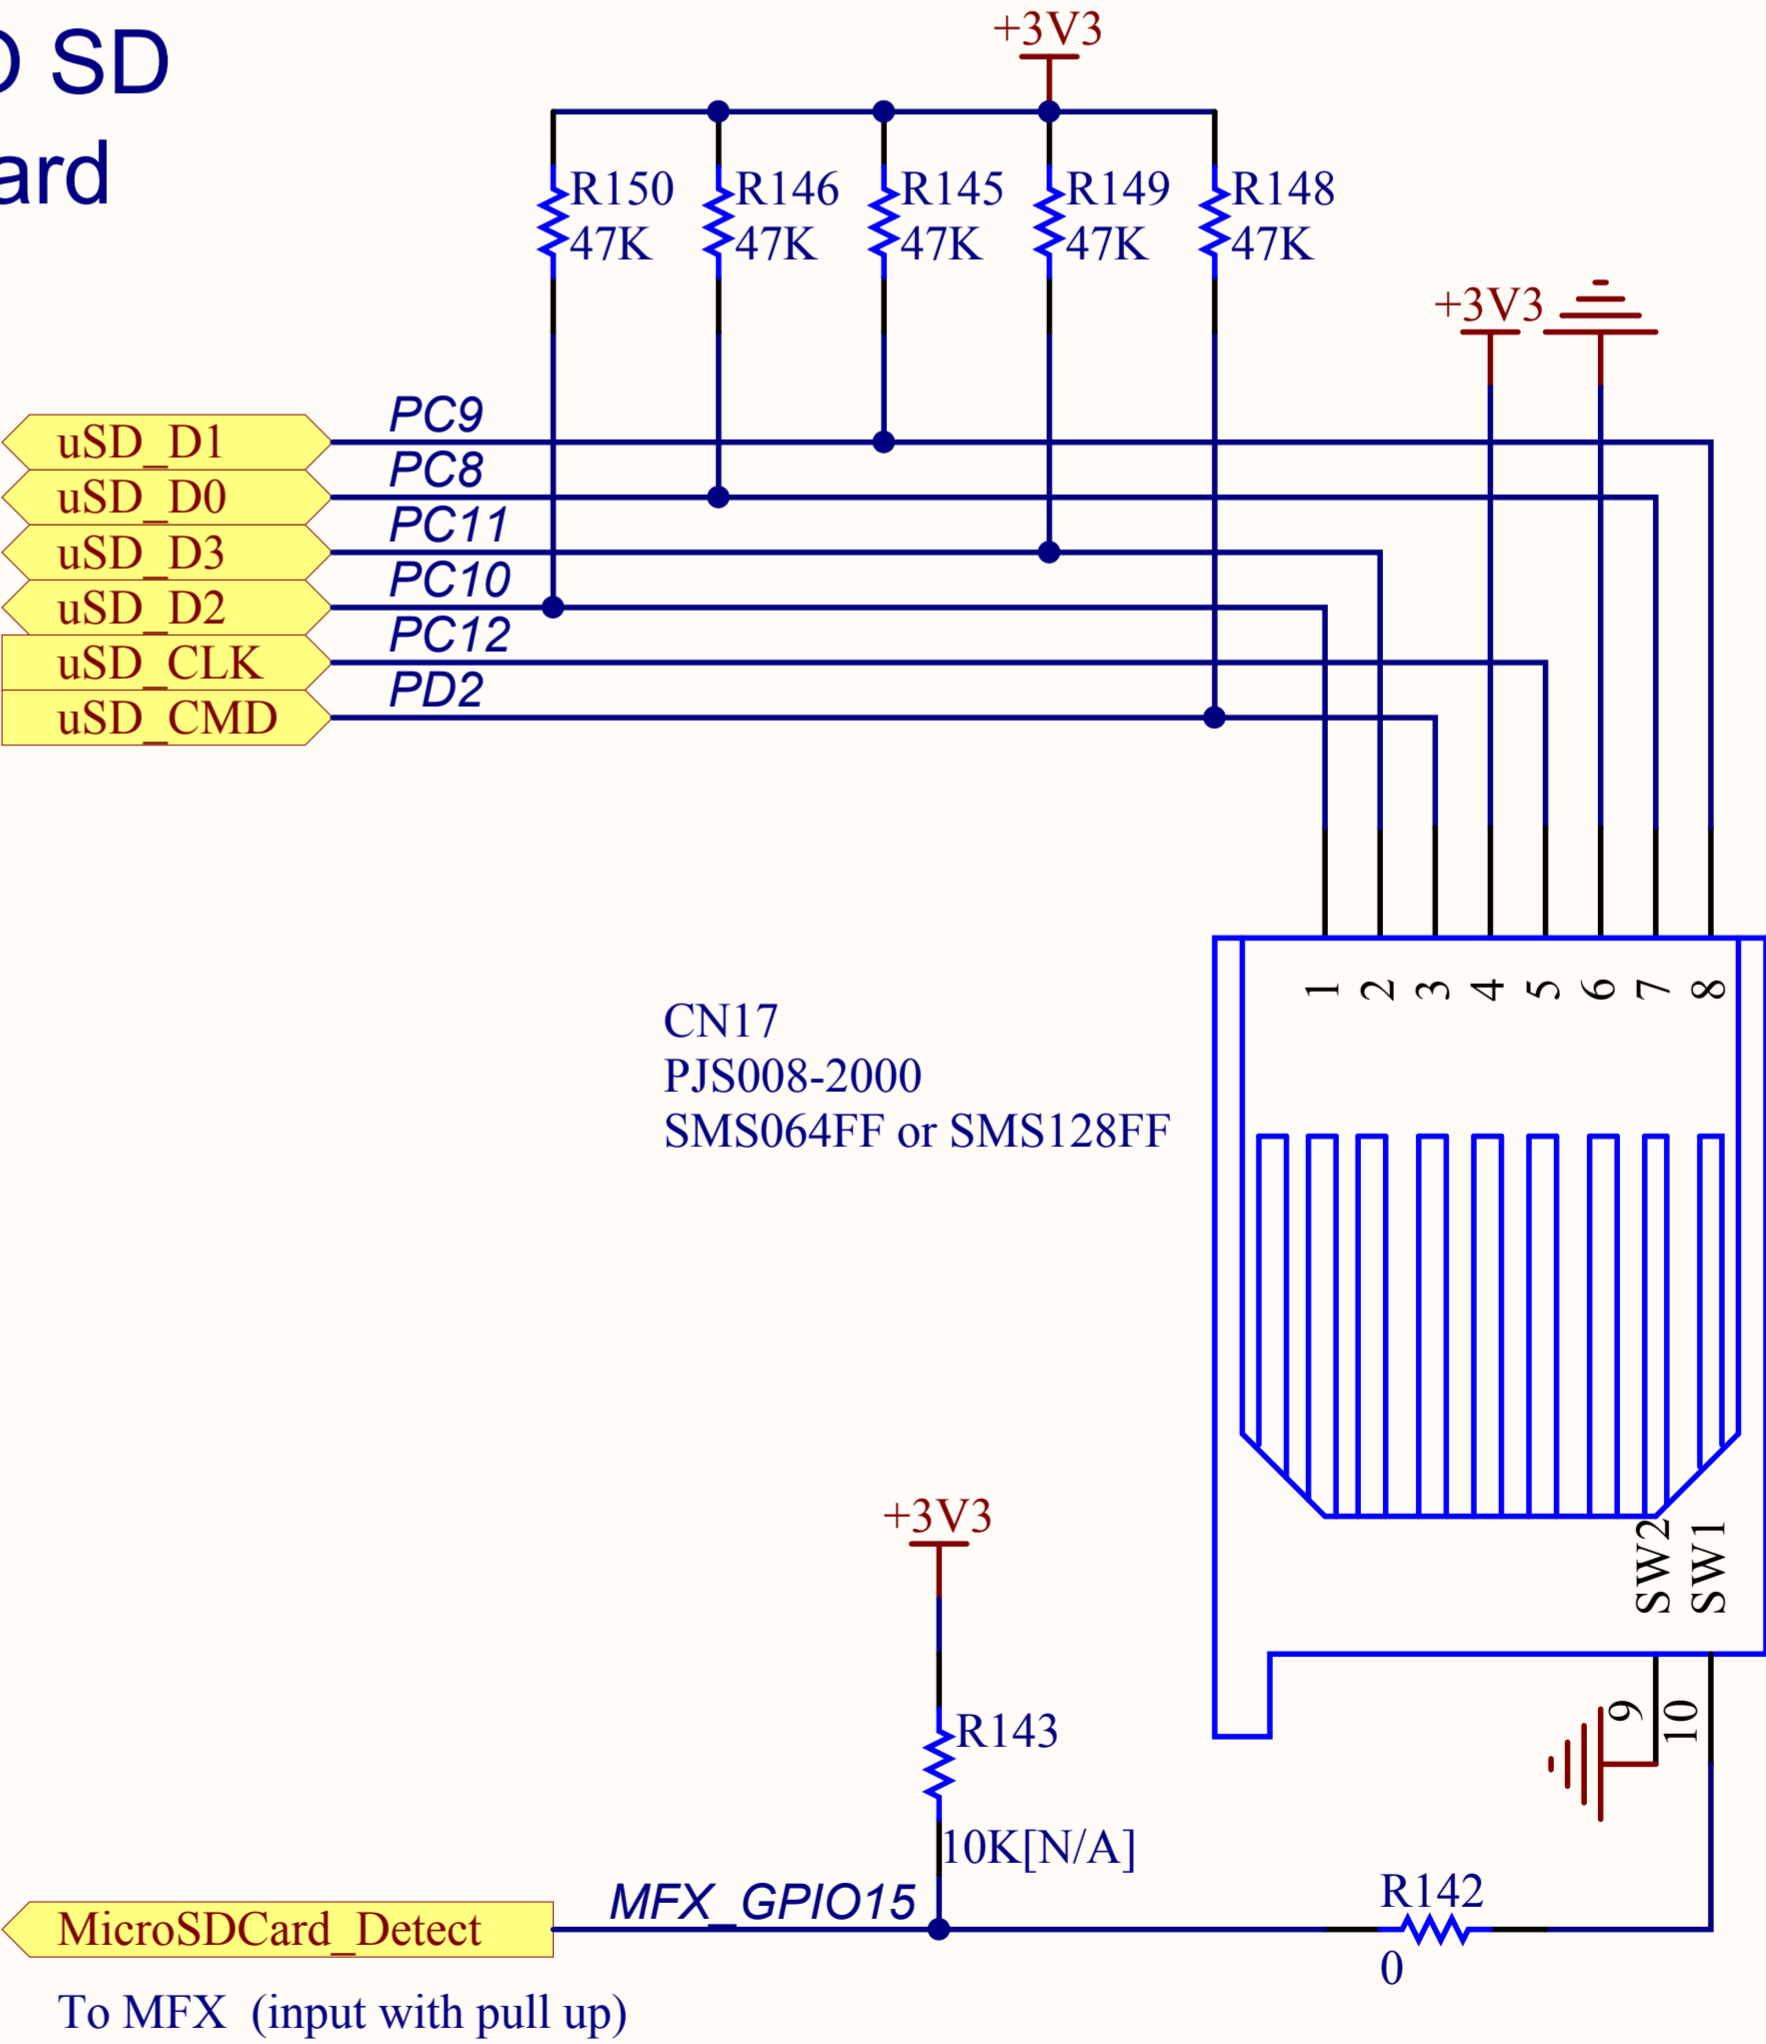 SD
+3V3
R150
47K
R146
47K
R145
47K
R149
47K
R148
47K
+3V3
uSD_D1
PC9
uSD_D0
PC8
uSD_D3
PC11
uSD_D2
PC10
uSD_CLK
PC12
uSD_CMD
PD2
1 2 3 4 5 6 7 8
CN17
PJS008-2000
SMS064FF or SMS128FF
SW2
SW1
+3V3
R143
10K[N/A]
9
10
MicroSDCard_Detect
MFX_GPIO15
R142
0
To MFX (input with pull up)